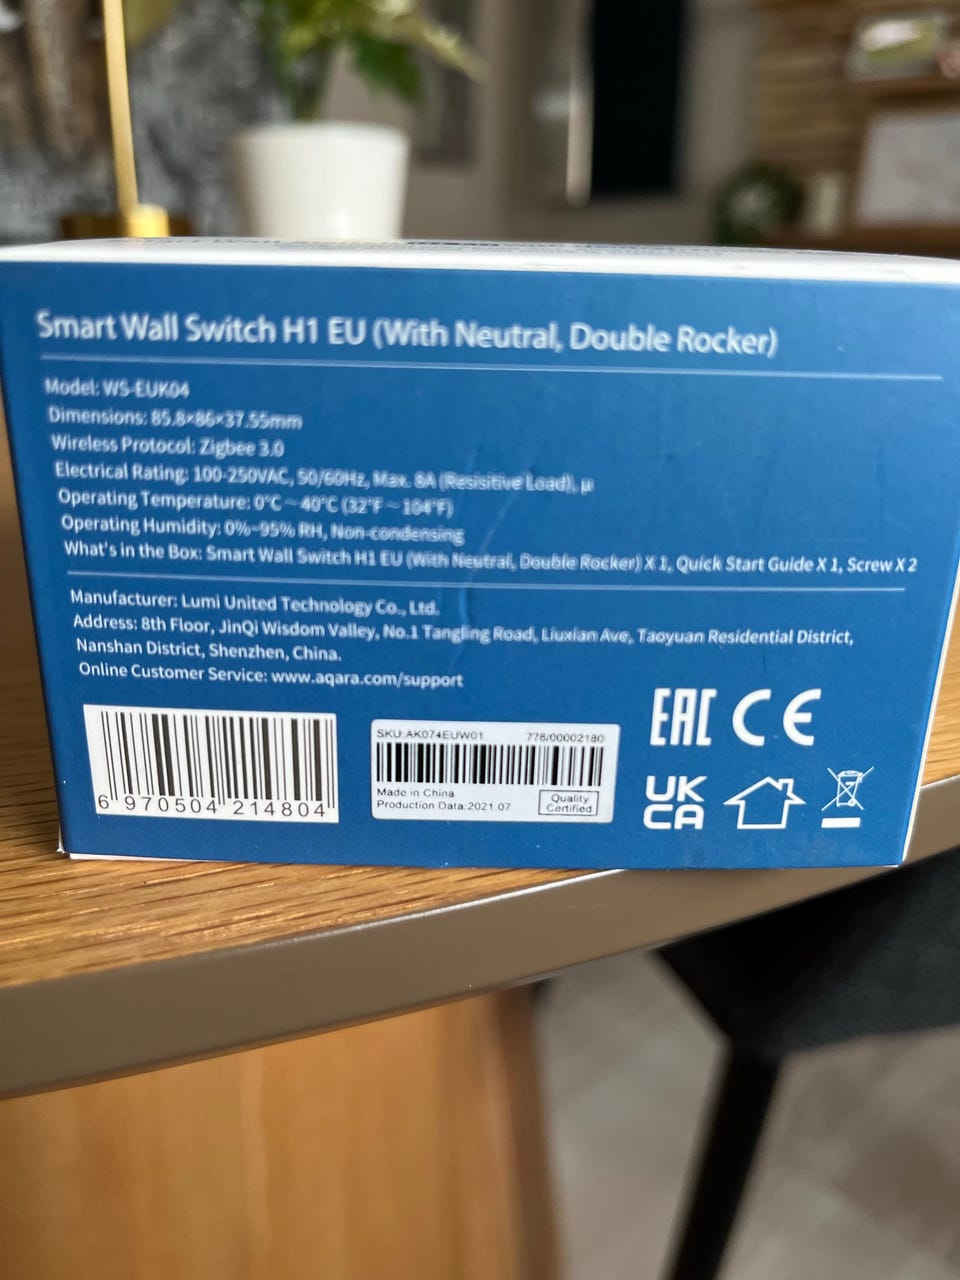 Smart Wall Switch H1 EU (With Neutral, Double Rocker)
Model: WS-EUK04
Dimensions: 85.8×86×37.55mm
Wireless Protocol: Zigbee 3.0
Electrical Rating: 100-250VAC, 50/60Hz, Max. 8A (Resisitive Load), μ
Operating Temperature: 0°C ~ 40°C (32°F ~ 104°F)
Operating Humidity: 0%~95% RH, Non-condensing
What's in the Box: Smart Wall Switch H1 EU (With Neutral, Double Rocker) X 1, Quick Start Guide X 1, Screw X 2
Manufacturer: Lumi United Technology Co., Ltd.
Address: 8th Floor, JinQi Wisdom Valley, No.1 Tangling Road, Liuxian Ave, Taoyuan Residential District,
Nanshan District, Shenzhen, China.
Online Customer Service: www.aqara.com/support
6 970504 214804
SKU:AK074EUW01 776/00002180
Made in China
Production Data:2021.07
Quality
Certified
EAC CE
UK
CA